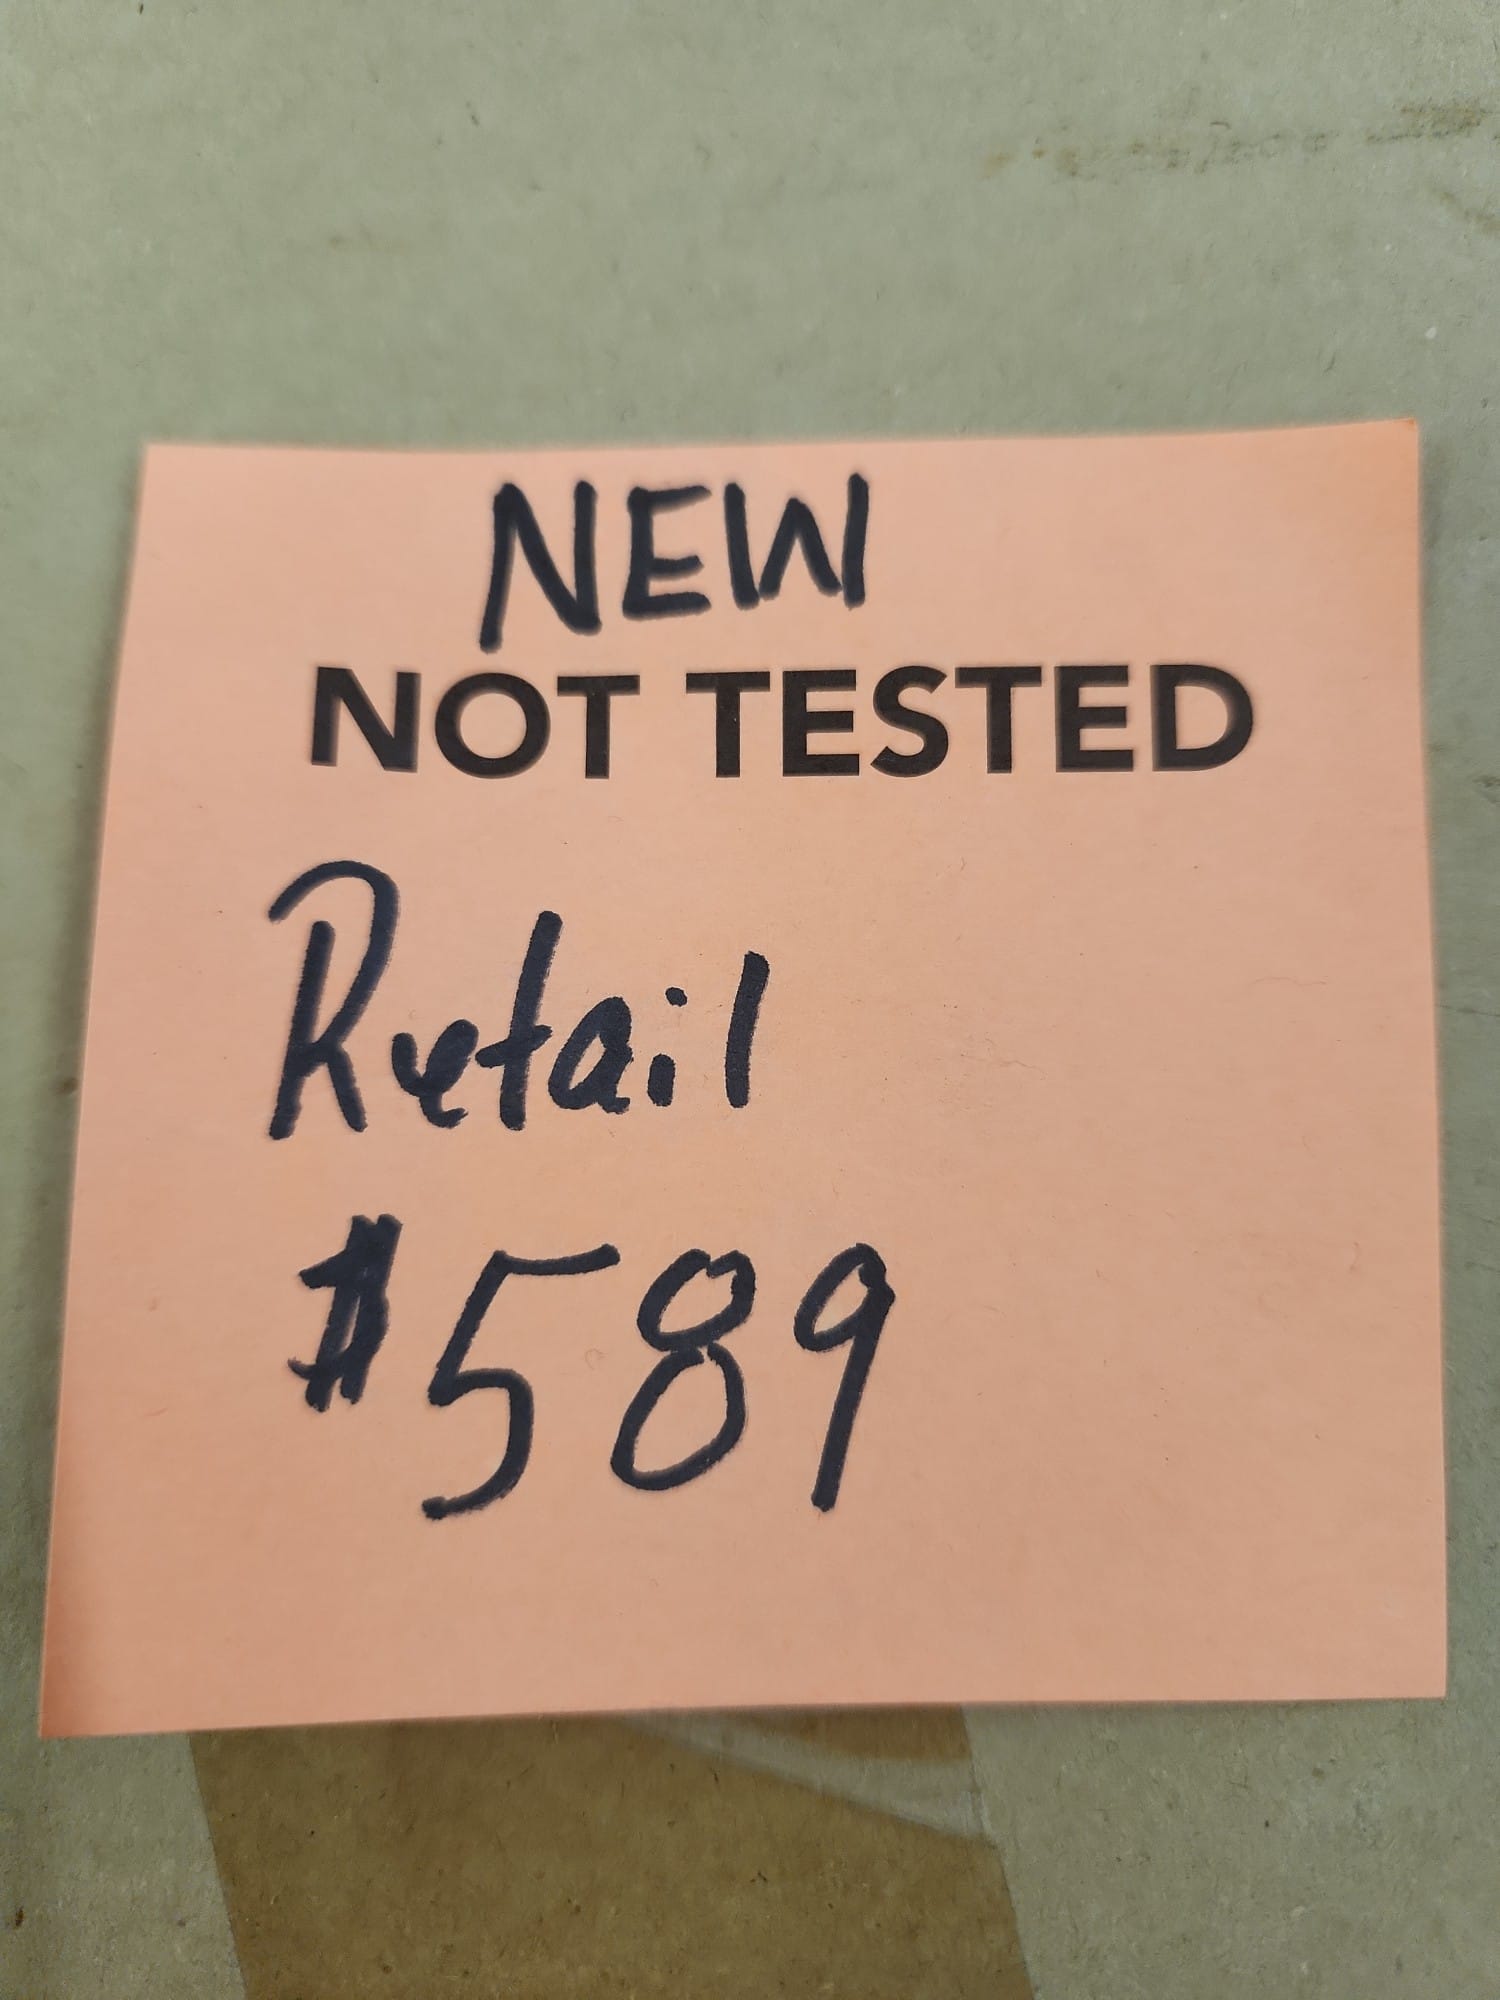 NEW
NOT TESTED
Retail
$589